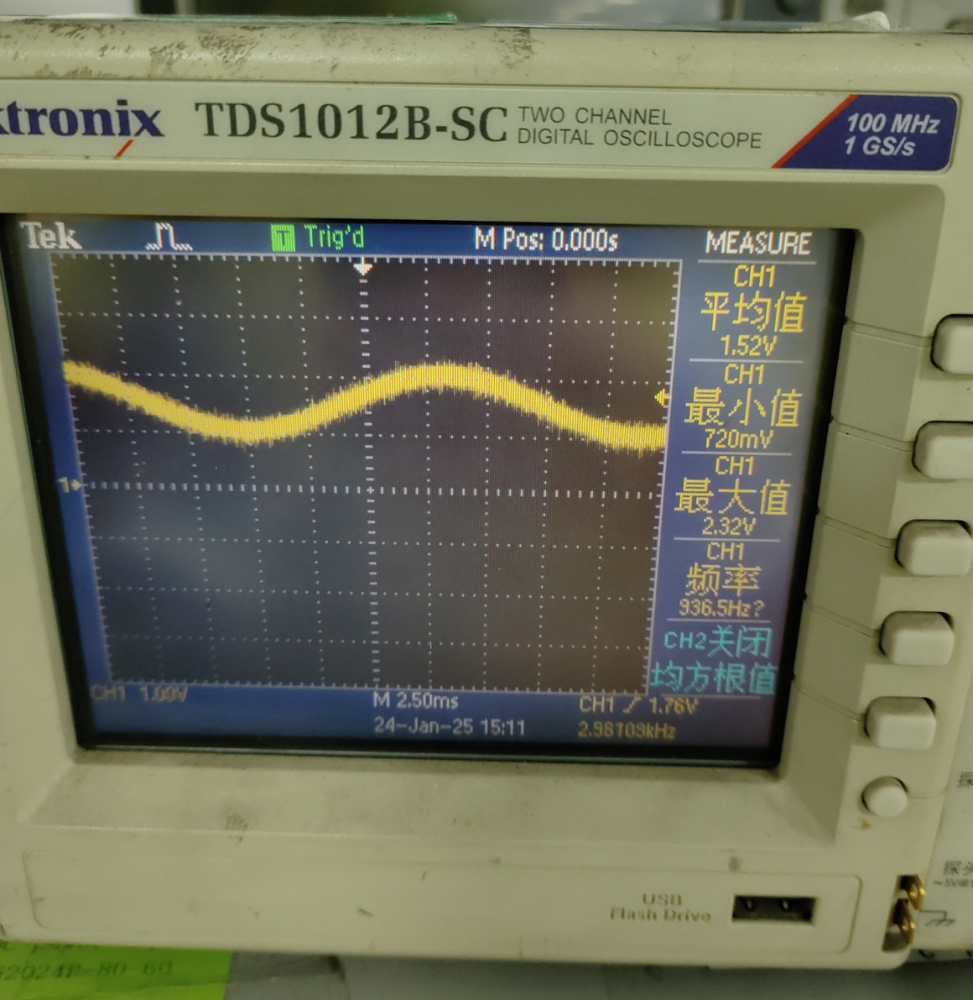 ktronix TDS1012B-SC TWO CHANNEL
DIGITAL OSCILLOSCOPE
100 MHz
1 GS/s
Tek Trig'd M Pos: 0.000s MEASURE
CH1
平均值
1.52V
CH1
最小值
720mV
CH1
最大值
2.32V
CH1
频率
936.5Hz?
CH2关闭
均方根值
1
CH1 1.00V M 2.50ms CH1 1.76V
24-Jan-25 15:11
USB
Flash Drive
探头